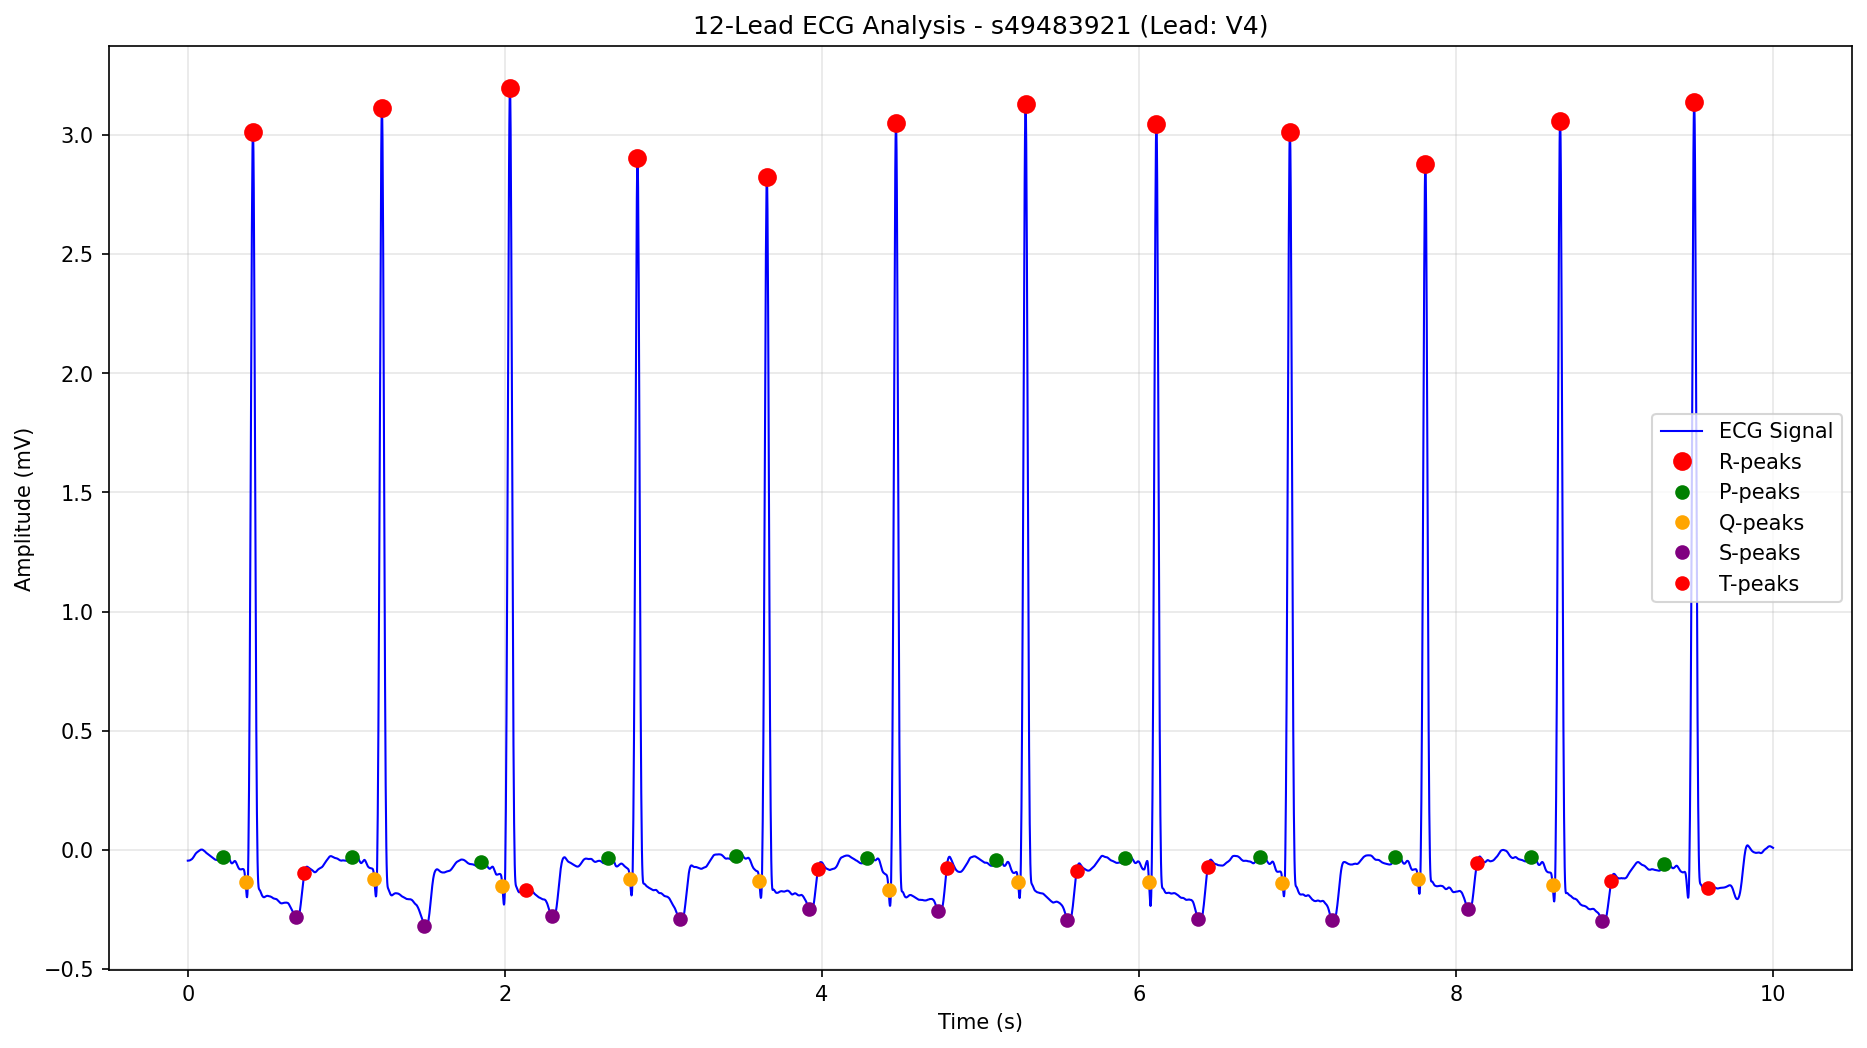 12-Lead ECG Analysis - s49483921 (Lead: V4)
Amplitude (mV)
3.0
2.5
2.0
1.5
1.0
0.5
0.0
−0.5
0
2
4
6
8
10
Time (s)
ECG Signal
R-peaks
P-peaks
Q-peaks
S-peaks
T-peaks